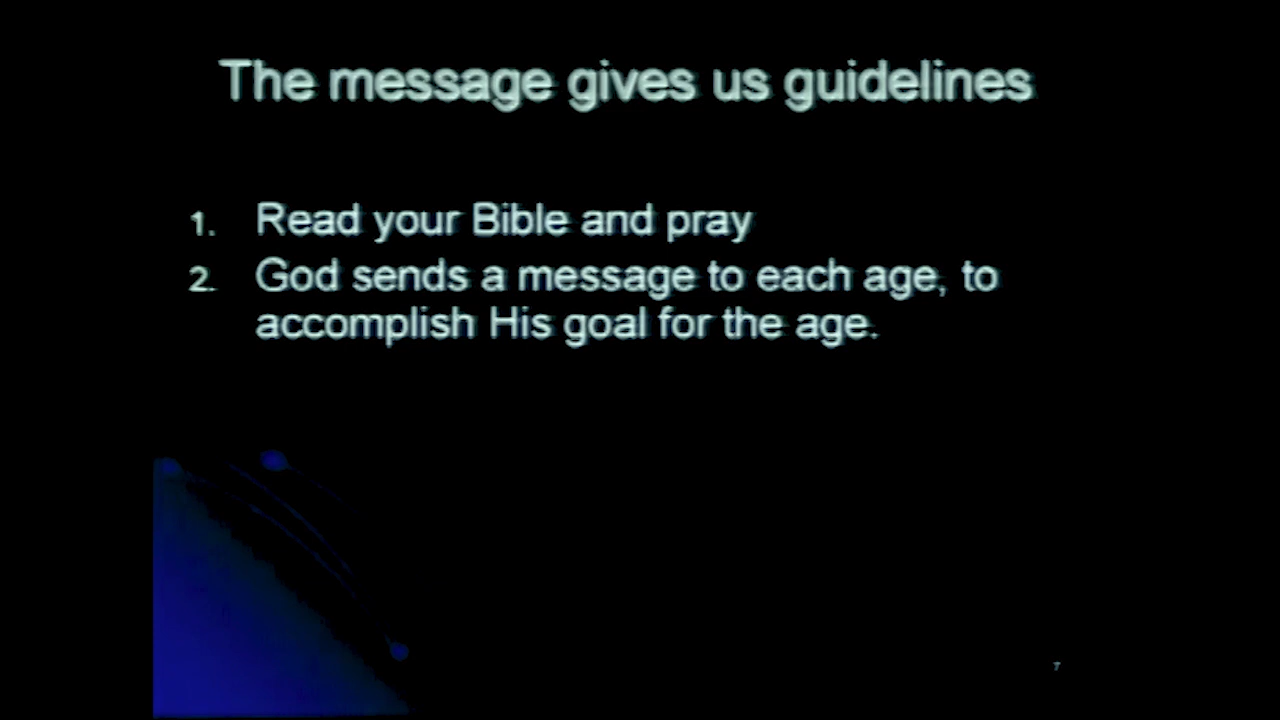 The message gives us guidelines
1. Read your Bible and pray
2. God sends a message to each age, to
accomplish His goal for the age.
7